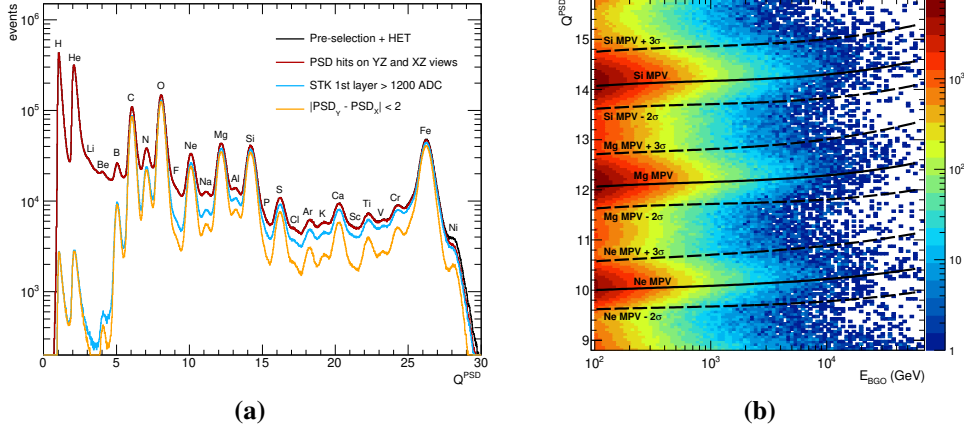 events
10⁶
10⁵
10⁴
10³
H
He
Li
Be
B
C
N
O
F
Ne
Na
Mg
Al
Si
P
S
Cl
Ar
K
Ca
Sc
Ti
V
Cr
Fe
Ni
Pre-selection + HET
PSD hits on YZ and XZ views
STK 1st layer > 1200 ADC
|PSD_Y - PSD_X| < 2
0 5 10 15 20 25 30
Q^PSD
(a)
Q^PSD
15
14
13
12
11
10
9
Si MPV + 3σ
Si MPV
Si MPV - 2σ
Mg MPV + 3σ
Mg MPV
Mg MPV - 2σ
Ne MPV + 3σ
Ne MPV
Ne MPV - 2σ
10² 10³ 10⁴
E_BGO (GeV)
10³
10²
10
1
(b)